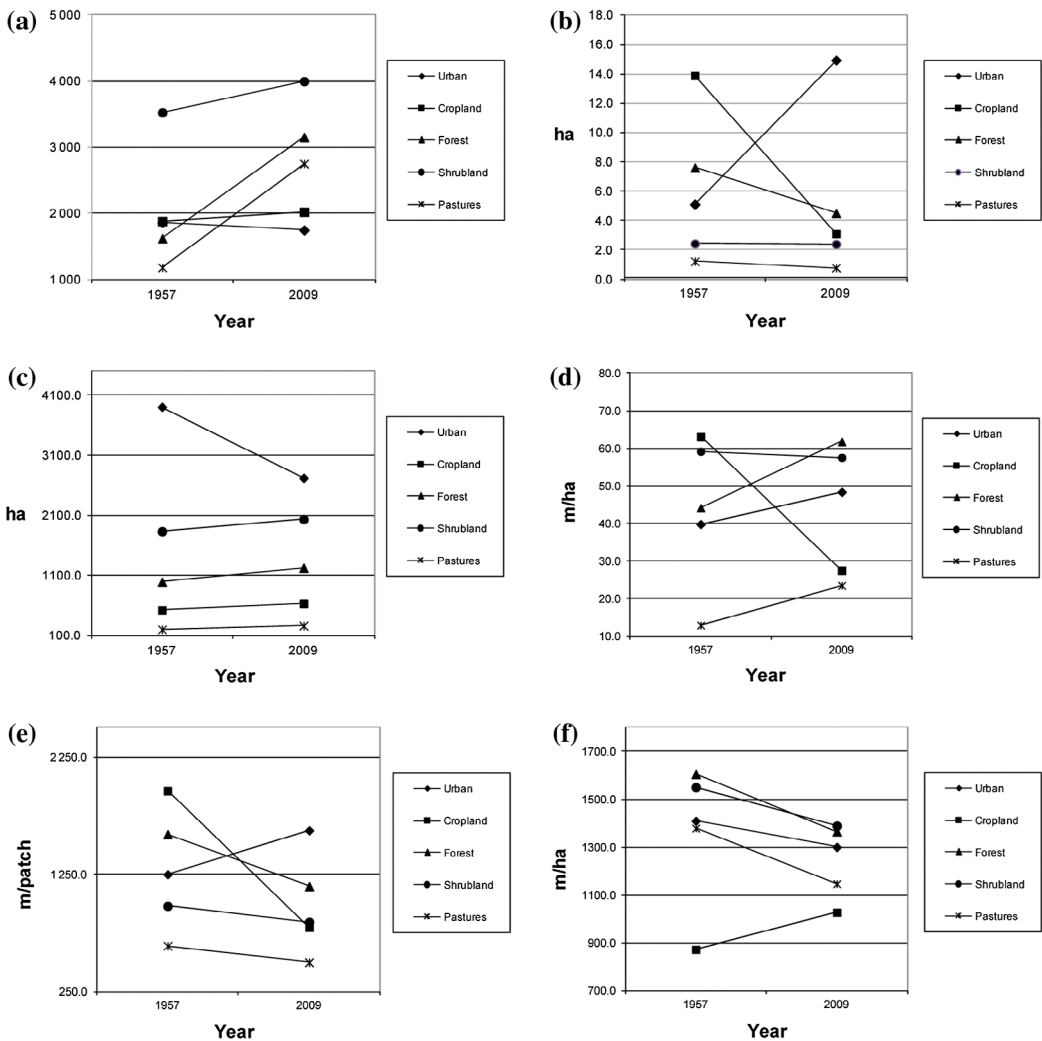 (a)
5 000
4 000
3 000
2 000
1 000
1957
2009
Year
Urban
Cropland
Forest
Shrubland
Pastures
(b)
ha
18.0
16.0
14.0
12.0
10.0
8.0
6.0
4.0
2.0
0.0
1957
2009
Year
Urban
Cropland
Forest
Shrubland
Pastures
(c)
ha
4100.0
3100.0
2100.0
1100.0
100.0
1957
2009
Year
Urban
Cropland
Forest
Shrubland
Pastures
(d)
m/ha
80.0
70.0
60.0
50.0
40.0
30.0
20.0
10.0
1957
2009
Year
Urban
Cropland
Forest
Shrubland
Pastures
(e)
m/patch
2 250.0
1 250.0
250.0
1957
2009
Year
Urban
Cropland
Forest
Shrubland
Pastures
(f)
m/ha
1700.0
1500.0
1300.0
1100.0
900.0
700.0
1957
2009
Year
Urban
Cropland
Forest
Shrubland
Pastures